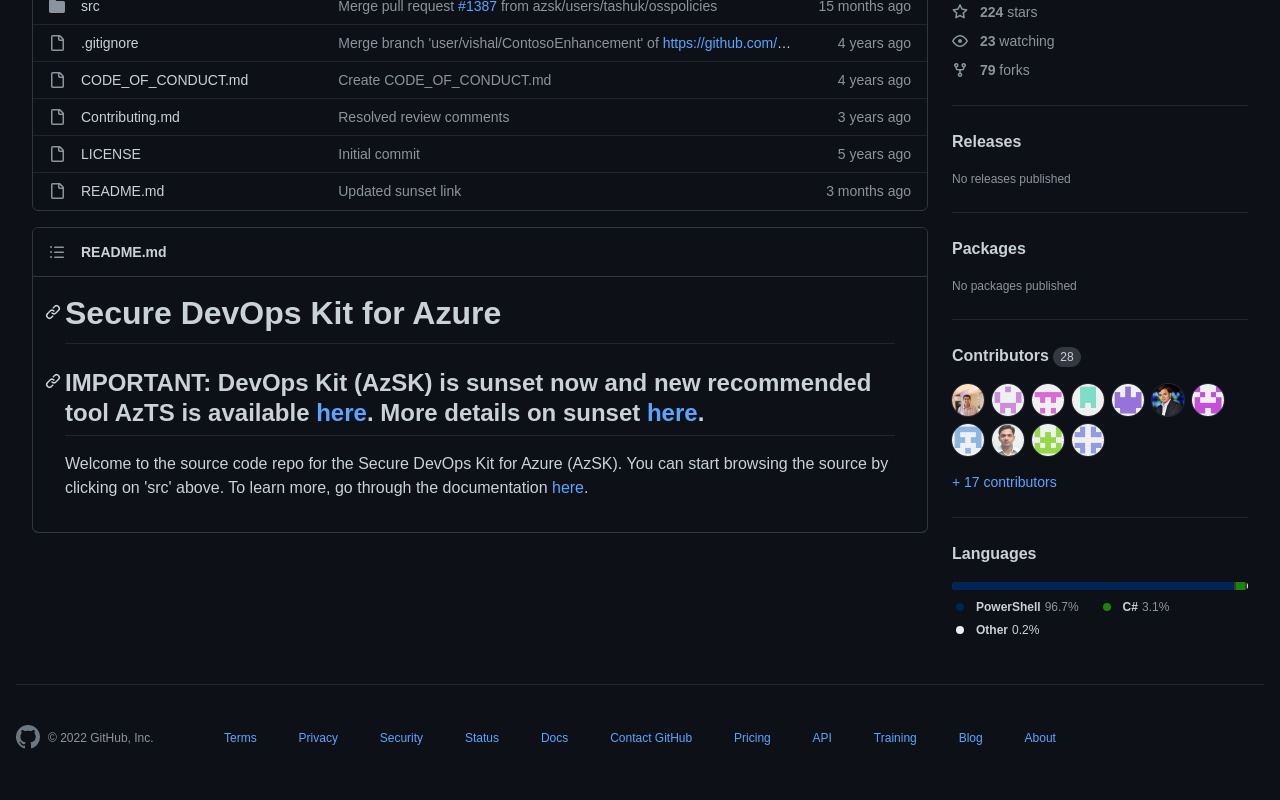 src Merge pull request #1387 from azsk/users/tashuk/osspolicies 15 months ago
.gitignore Merge branch 'user/vishal/ContosoEnhancement' of https://github.com/… 4 years ago
CODE_OF_CONDUCT.md Create CODE_OF_CONDUCT.md 4 years ago
Contributing.md Resolved review comments 3 years ago
LICENSE Initial commit 5 years ago
README.md Updated sunset link 3 months ago
README.md
Secure DevOps Kit for Azure
IMPORTANT: DevOps Kit (AzSK) is sunset now and new recommended
tool AzTS is available here. More details on sunset here.
Welcome to the source code repo for the Secure DevOps Kit for Azure (AzSK). You can start browsing the source by
clicking on 'src' above. To learn more, go through the documentation here.
224 stars
23 watching
79 forks
Releases
No releases published
Packages
No packages published
Contributors 28
+ 17 contributors
Languages
PowerShell 96.7% C# 3.1%
Other 0.2%
© 2022 GitHub, Inc. Terms Privacy Security Status Docs Contact GitHub Pricing API Training Blog About